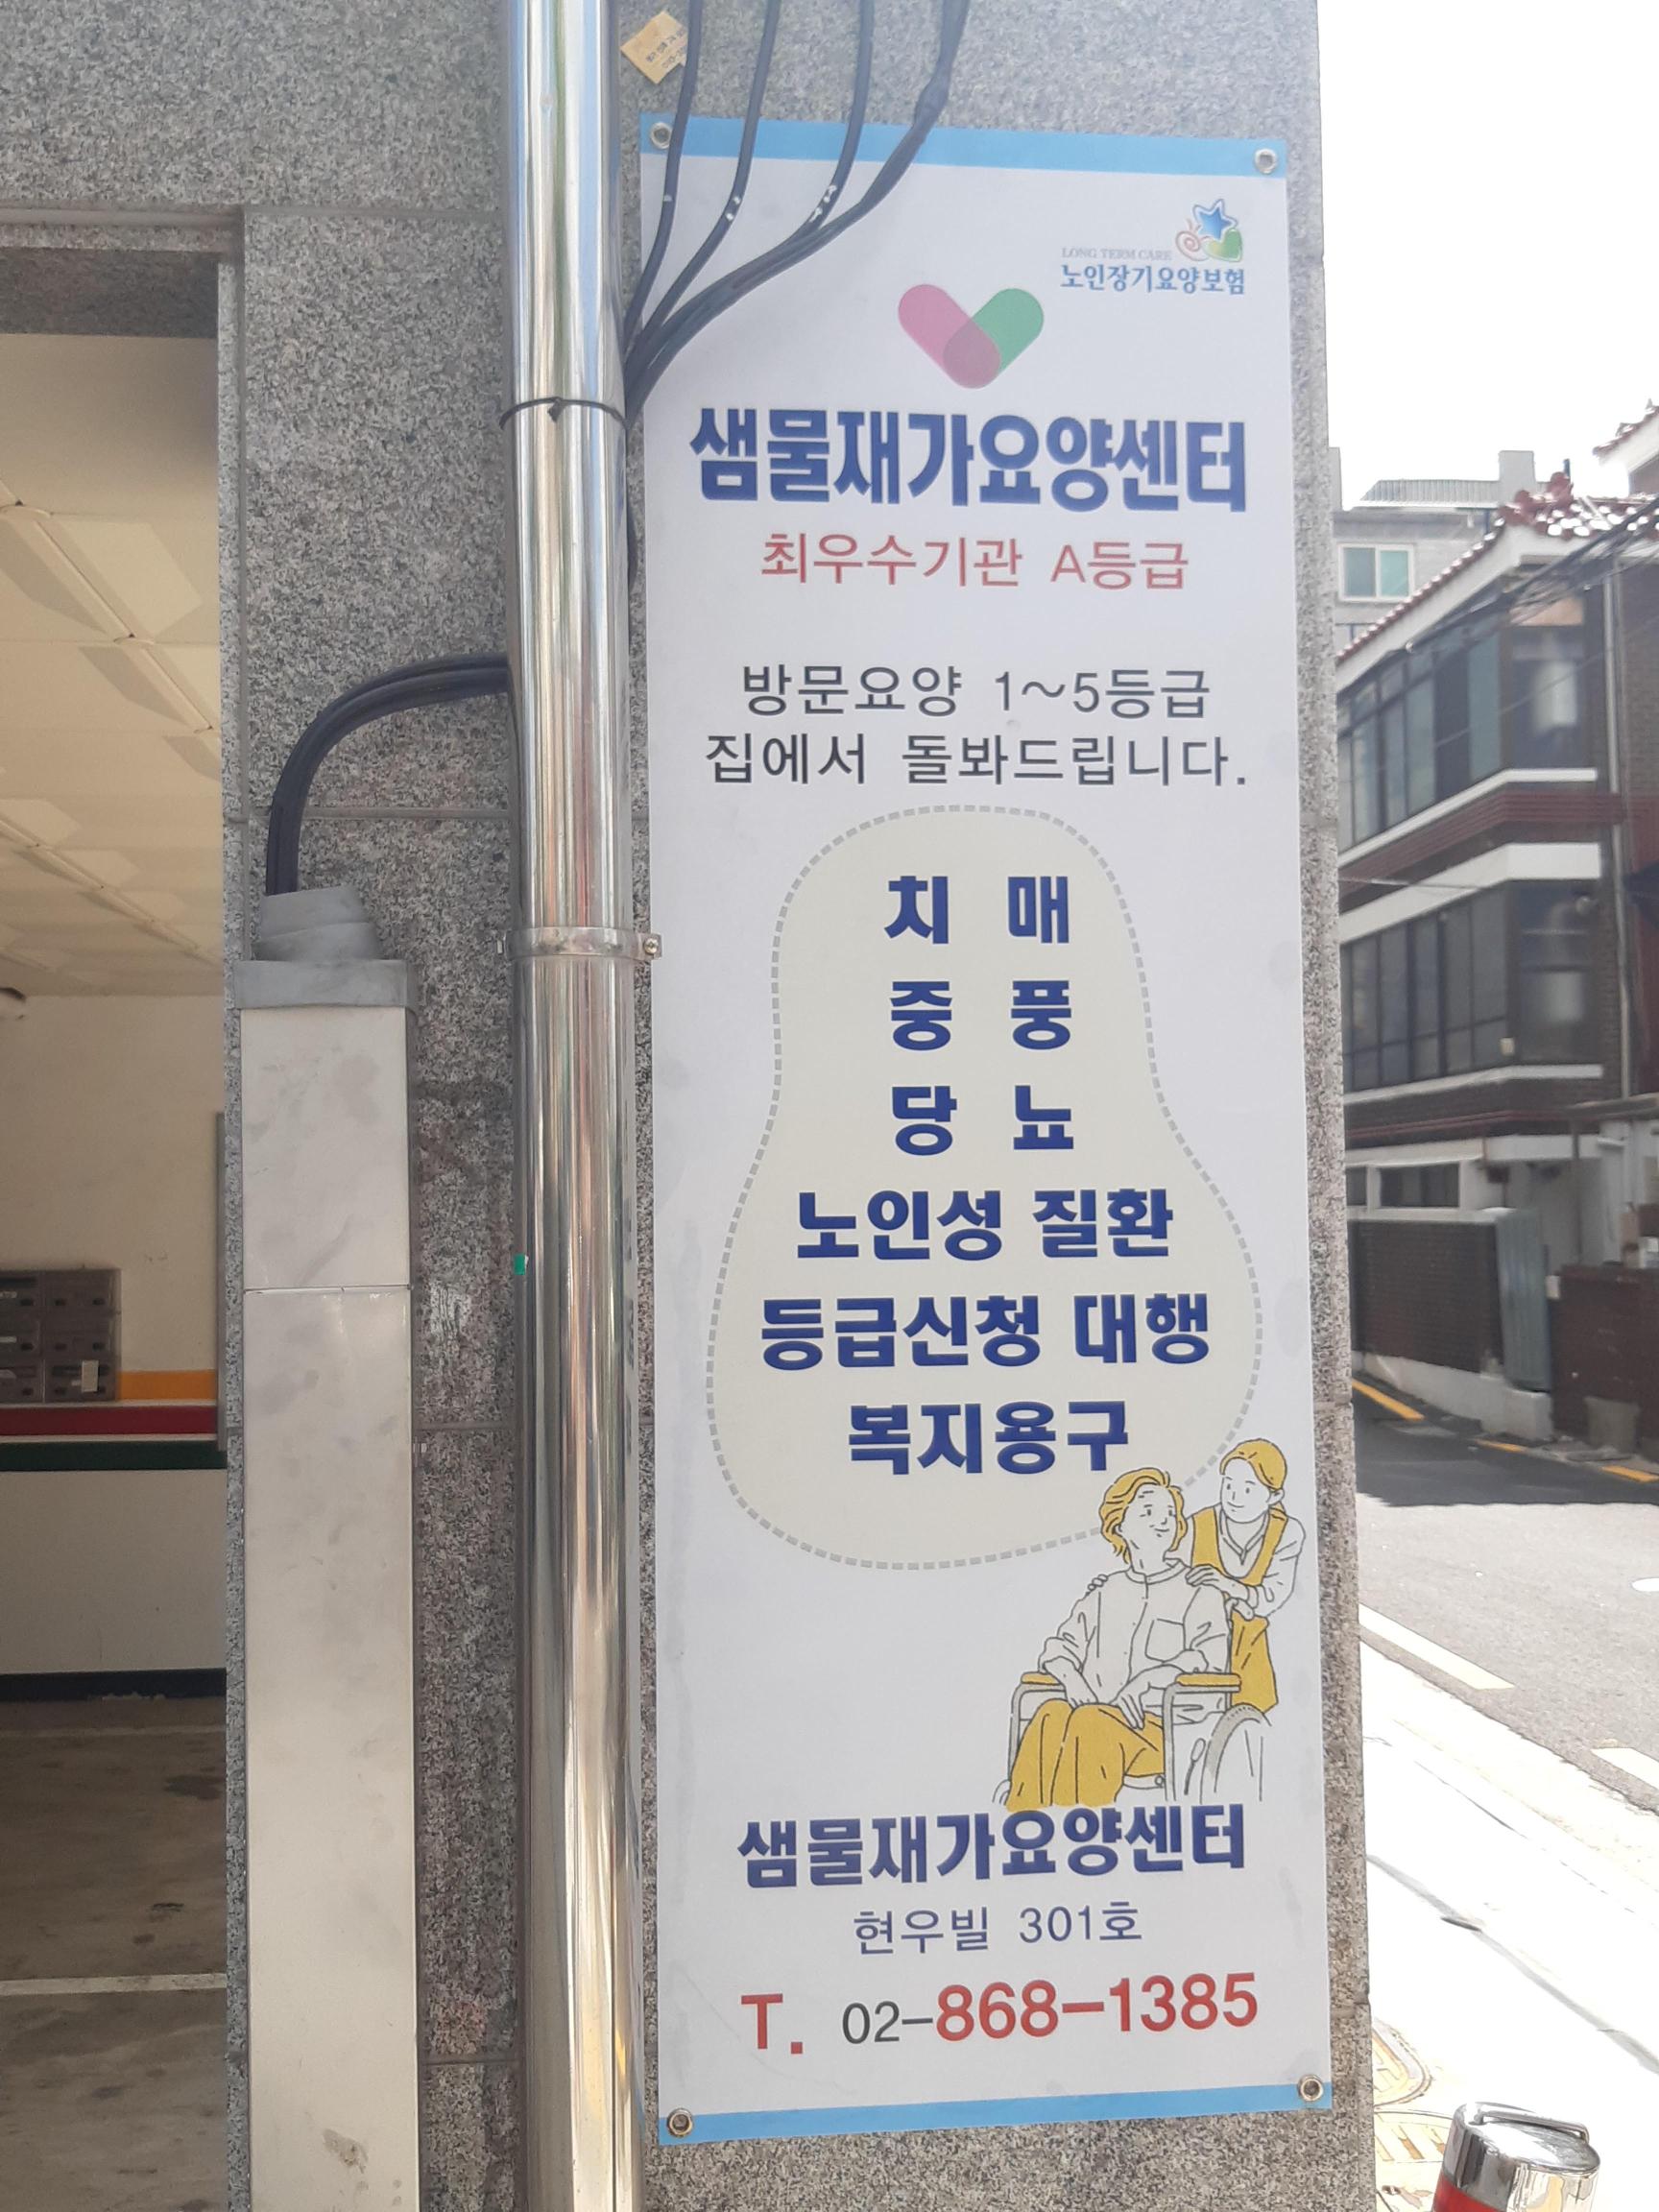 LONG TERM CARE
노인장기요양보험
샘물재가요양센터
최우수기관 A등급
방문요양 1~5등급
집에서 돌봐드립니다.
치 매
중 풍
당 뇨
노인성 질환
등급신청 대행
복지용구
샘물재가요양센터
현우빌 301호
T. 02-868-1385